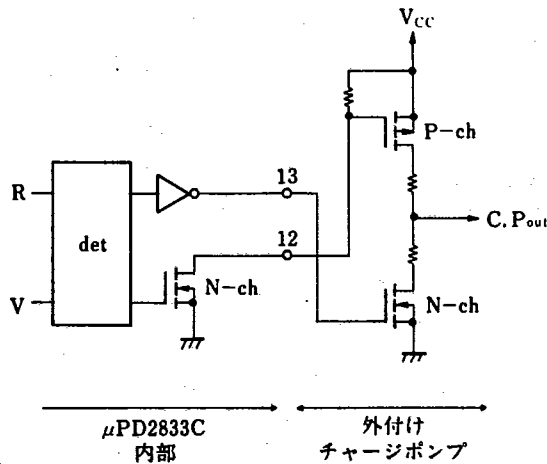 VCC
P-ch
13
R
det
C.Pout
12
N-ch
N-ch
V
μPD2833C
内部
外付け
チャージポンプ